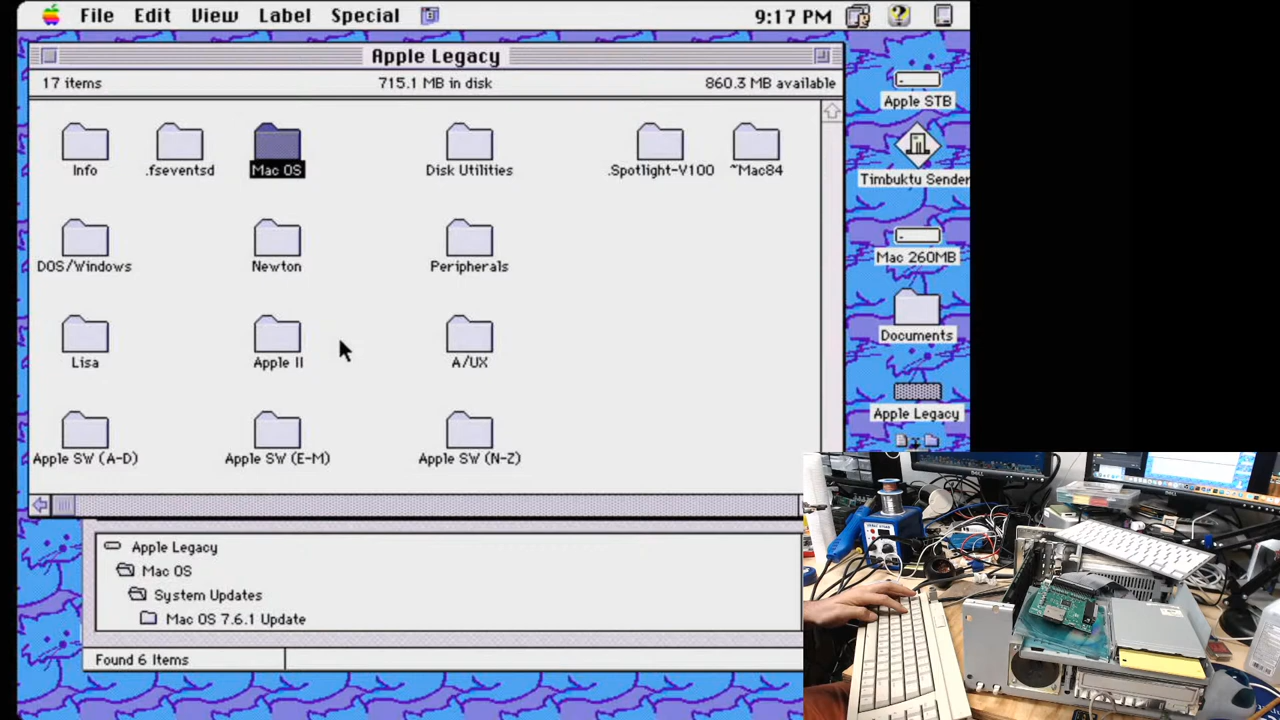 File Edit View Label Special 9:17 PM
Apple Legacy
17 items 715.1 MB in disk 860.3 MB available
Info .fseventsd Mac OS Disk Utilities .Spotlight-V100 ~Mac84
DOS/Windows Newton Peripherals
Lisa Apple II A/UX
Apple SW (A-D) Apple SW (E-M) Apple SW (N-Z)
Apple STB
Timbuktu Sender
Mac 260MB
Documents
Apple Legacy
Apple Legacy
Mac OS
System Updates
Mac OS 7.6.1 Update
Found 6 Items
DELL
DELL